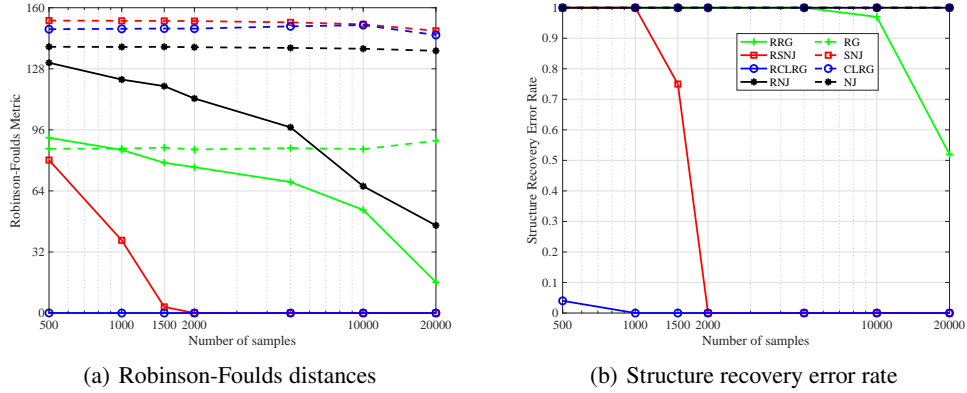 160
128
96
64
32
0
Robinson-Foulds Metric
500
1000
1500
2000
10000
20000
Number of samples
(a) Robinson-Foulds distances
1
0.9
0.8
0.7
0.6
0.5
0.4
0.3
0.2
0.1
0
Structure Recovery Error Rate
RRG
RG
RSNJ
SNJ
RCLRG
CLRG
RNJ
NJ
500
1000
1500
2000
10000
20000
Number of samples
(b) Structure recovery error rate